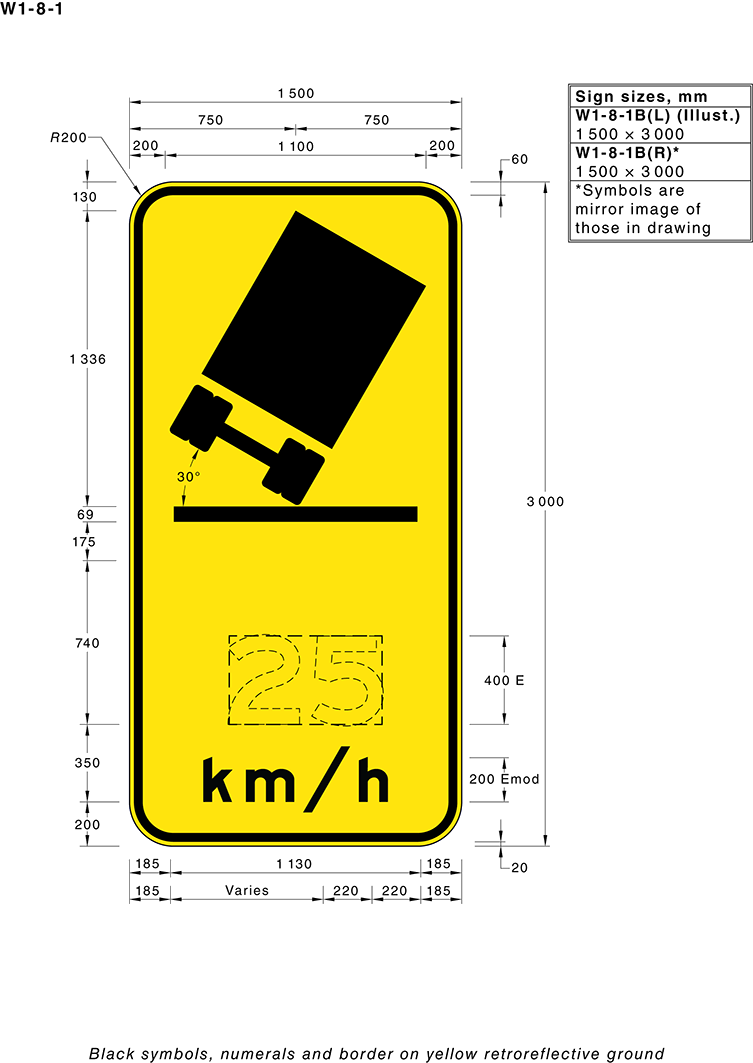 W1-8-1
1 500
750 750
200 1 100 200
R200
60
130
1 336
30°
69
175
740
350
200
3 000
25
400 E
km/h
200 Emod
20
185 1 130 185
185 Varies 220 220 185
Sign sizes, mm
W1-8-1B(L) (Illust.)
1 500 × 3 000
W1-8-1B(R)*
1 500 × 3 000
*Symbols are
mirror image of
those in drawing
Black symbols, numerals and border on yellow retroreflective ground